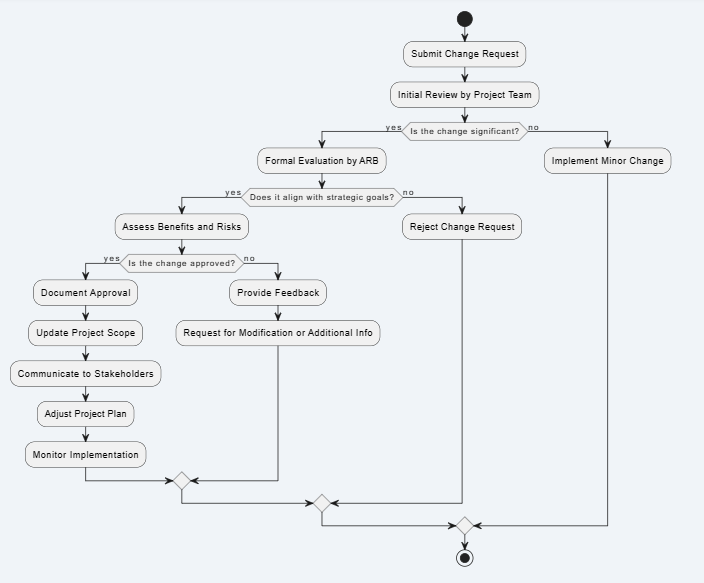 Submit Change Request
Initial Review by Project Team
yes
Is the change significant?
no
Formal Evaluation by ARB
Implement Minor Change
yes
Does it align with strategic goals?
no
Assess Benefits and Risks
Reject Change Request
yes
Is the change approved?
no
Document Approval
Provide Feedback
Update Project Scope
Request for Modification or Additional Info
Communicate to Stakeholders
Adjust Project Plan
Monitor Implementation